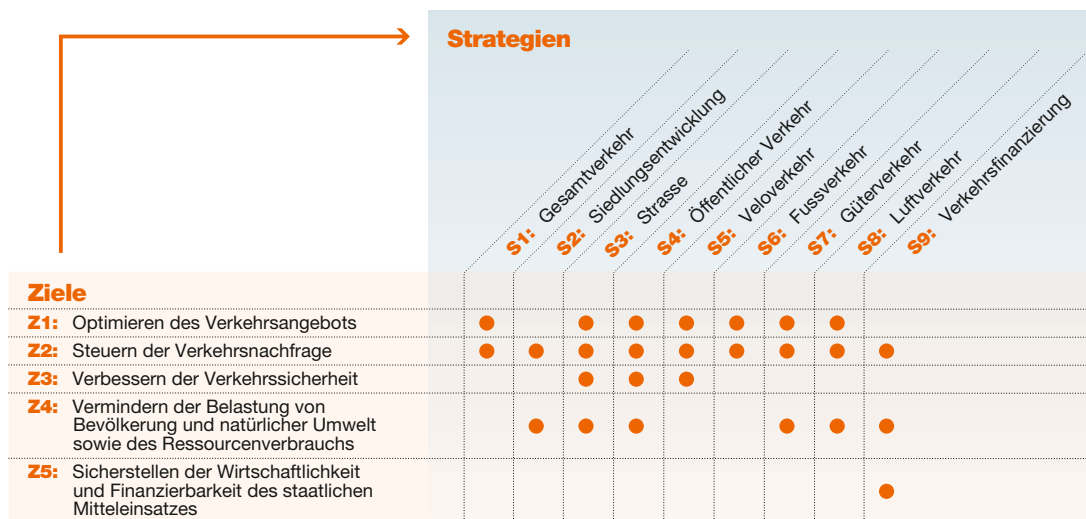 Strategien
S1: Gesamtverkehr
S2: Siedlungsentwicklung
S3: Strasse
S4: Öffentlicher Verkehr
S5: Veloverkehr
S6: Fussverkehr
S7: Güterverkehr
S8: Luftverkehr
S9: Verkehrsfinanzierung
Ziele
Z1: Optimieren des Verkehrsangebots
Z2: Steuern der Verkehrsnachfrage
Z3: Verbessern der Verkehrssicherheit
Z4: Vermindern der Belastung von
Bevölkerung und natürlicher Umwelt
sowie des Ressourcenverbrauchs
Z5: Sicherstellen der Wirtschaftlichkeit
und Finanzierbarkeit des staatlichen
Mitteleinsatzes